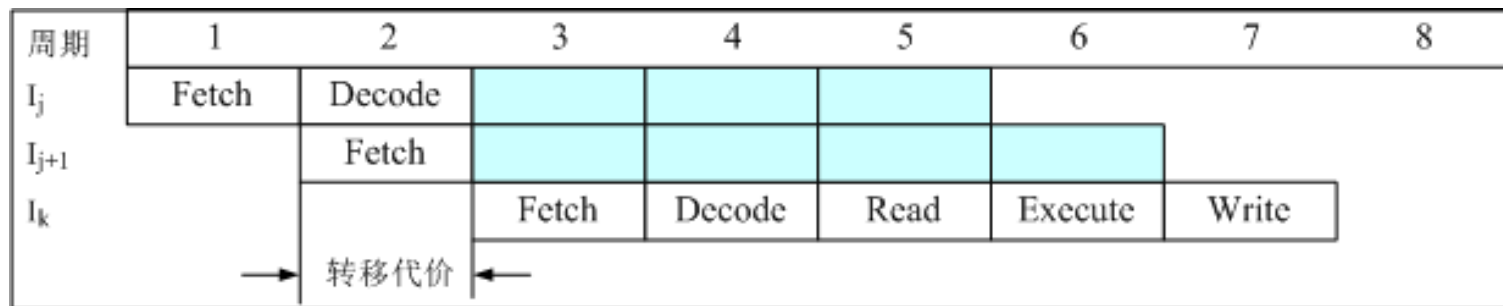 周期 1 2 3 4 5 6 7 8
Ij Fetch Decode
Ij+1 Fetch
Ik Fetch Decode Read Execute Write
转移代价